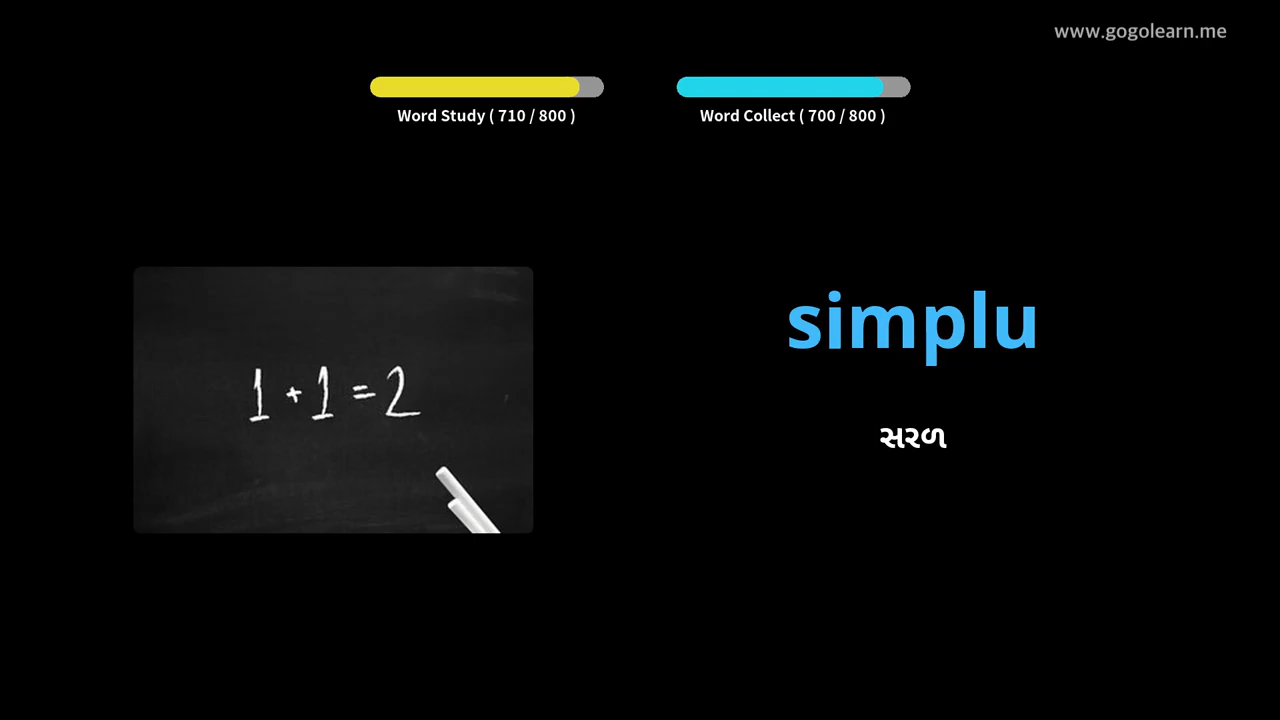 www.gogolearn.me
Word Study ( 710 / 800 )
Word Collect ( 700 / 800 )
1 + 1 = 2
simplu
સરળ